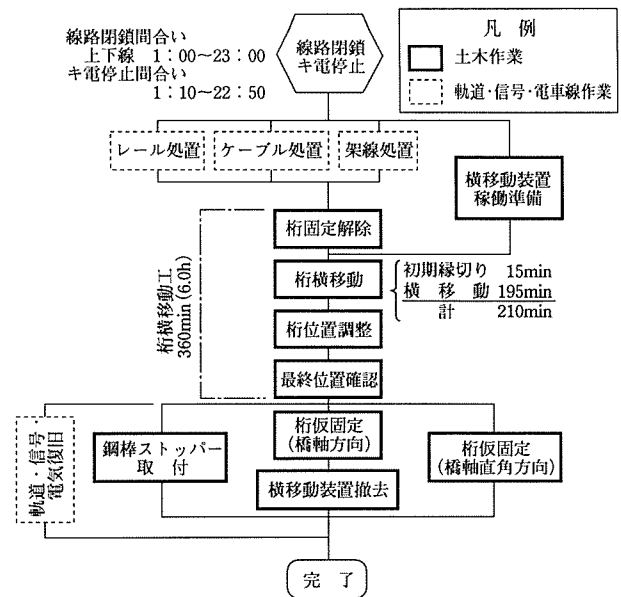 線路閉鎖間合い
上下線 1：00～23：00
キ電停止間合い
1：10～22：50
線路閉鎖
キ電停止
凡 例
土木作業
軌道・信号・電車線作業
レール処置
ケーブル処置
架線処置
横移動装置
稼働準備
桁固定解除
桁横移動工
360min(6.0h)
桁横移動
初期縁切り 15min
横 移 動 195min
計 210min
桁位置調整
最終位置確認
軌道・信号・
電気復旧
鋼棒ストッパー
取 付
桁仮固定
(橋軸方向)
桁仮固定
(橋軸直角方向)
横移動装置撤去
完 了